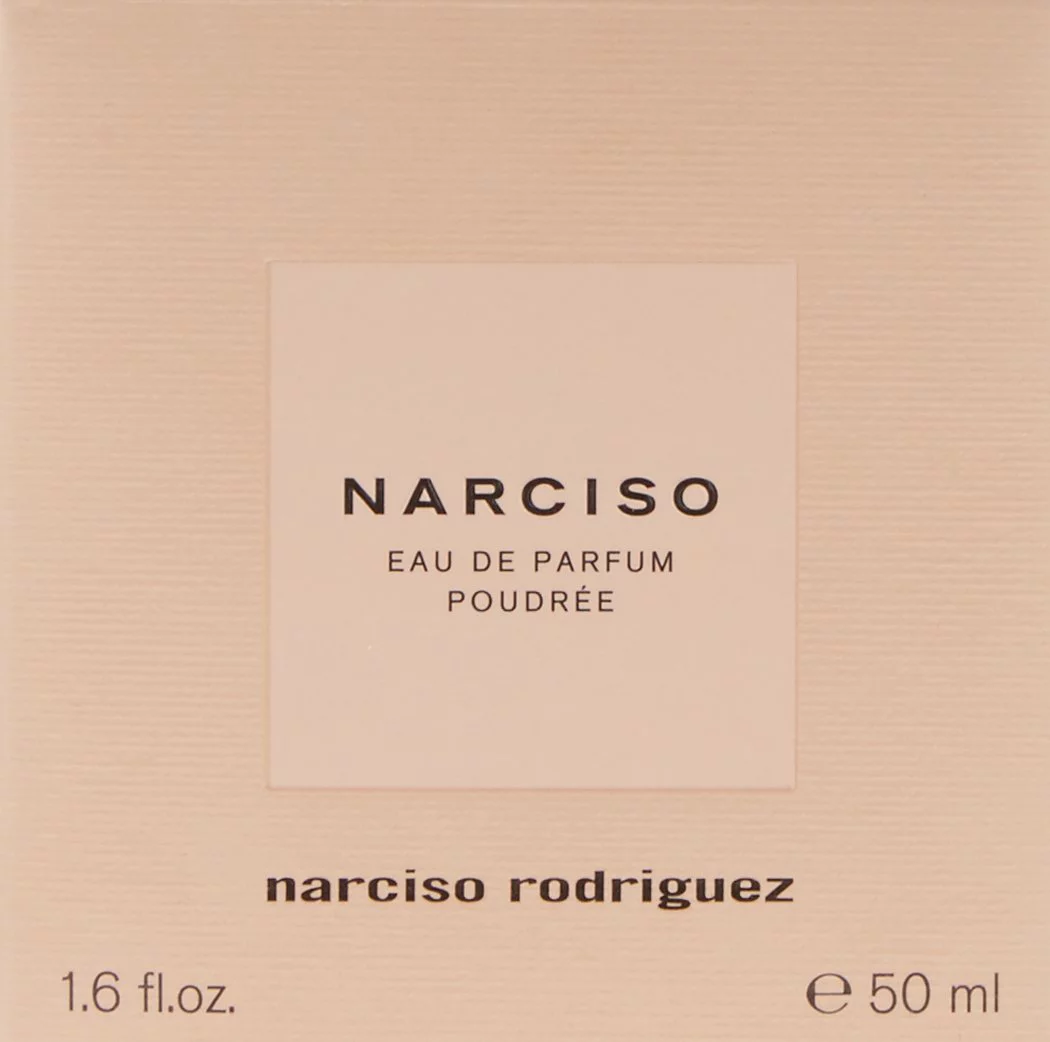 NARCISO
EAU DE PARFUM
POUDRÉE
narciso rodriguez
1.6 fl.oz. ℮ 50 ml